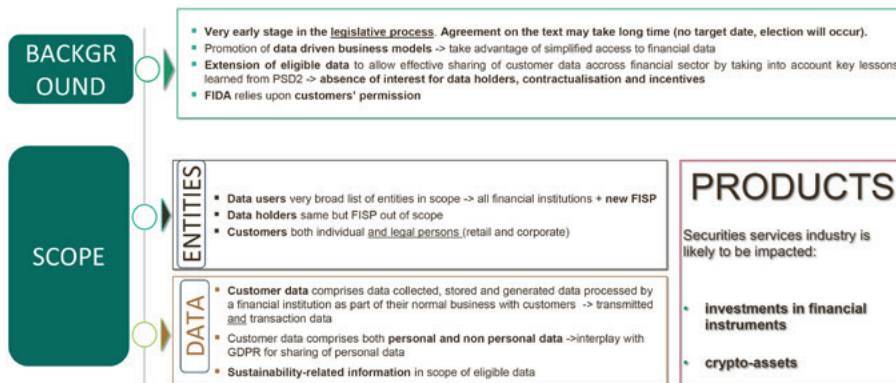 BACKGR
OUND
▪ Very early stage in the legislative process. Agreement on the text may take long time (no target date, election will occur).
▪ Promotion of data driven business models -> take advantage of simplified access to financial data
▪ Extension of eligible data to allow effective sharing of customer data accross financial sector by taking into account key lessons
learned from PSD2 -> absence of interest for data holders, contractualisation and incentives
▪ FIDA relies upon customers' permission
SCOPE
ENTITIES
▪ Data users very broad list of entities in scope -> all financial institutions + new FISP
▪ Data holders same but FISP out of scope
▪ Customers both individual and legal persons (retail and corporate)
DATA
▪ Customer data comprises data collected, stored and generated data processed by
a financial institution as part of their normal business with customers -> transmitted
and transaction data
▪ Customer data comprises both personal and non personal data ->interplay with
GDPR for sharing of personal data
▪ Sustainability-related information in scope of eligible data
PRODUCTS
Securities services industry is
likely to be impacted:
• investments in financial
instruments
• crypto-assets